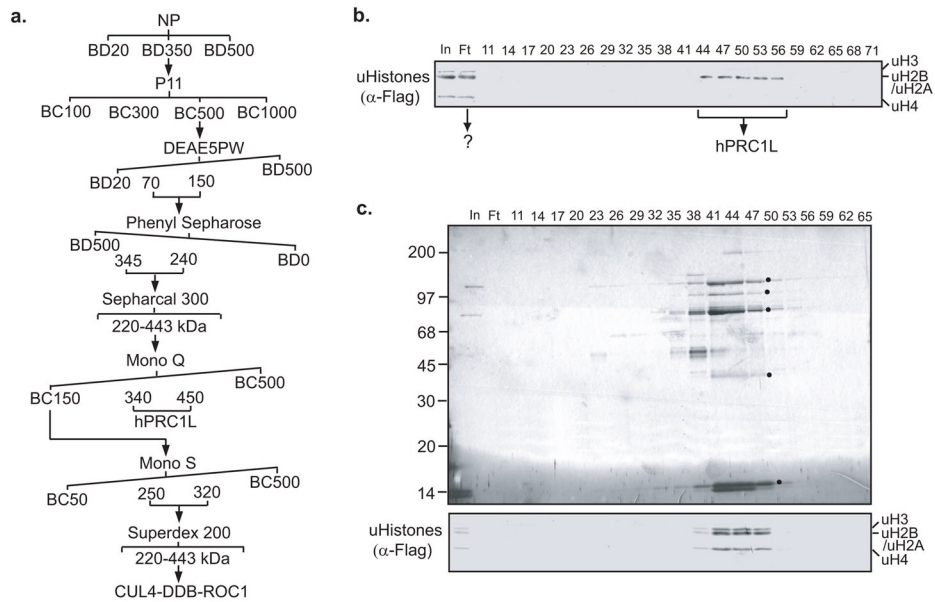 a.
NP
BD20 BD350 BD500
P11
BC100 BC300 BC500 BC1000
DEAE5PW
BD20 70 150 BD500
Phenyl Sepharose
BD500 345 240 BD0
Sepharcal 300
220-443 kDa
Mono Q
BC150 340 450 BC500
hPRC1L
Mono S
BC50 250 320 BC500
Superdex 200
220-443 kDa
CUL4-DDB-ROC1
b.
In Ft 11 14 17 20 23 26 29 32 35 38 41 44 47 50 53 56 59 62 65 68 71
uHistones
(α-Flag)
uH3
uH2B
/uH2A
uH4
?
hPRC1L
c.
In Ft 11 14 17 20 23 26 29 32 35 38 41 44 47 50 53 56 59 62 65
200
97
68
45
30
20
14
uHistones
(α-Flag)
uH3
uH2B
/uH2A
uH4